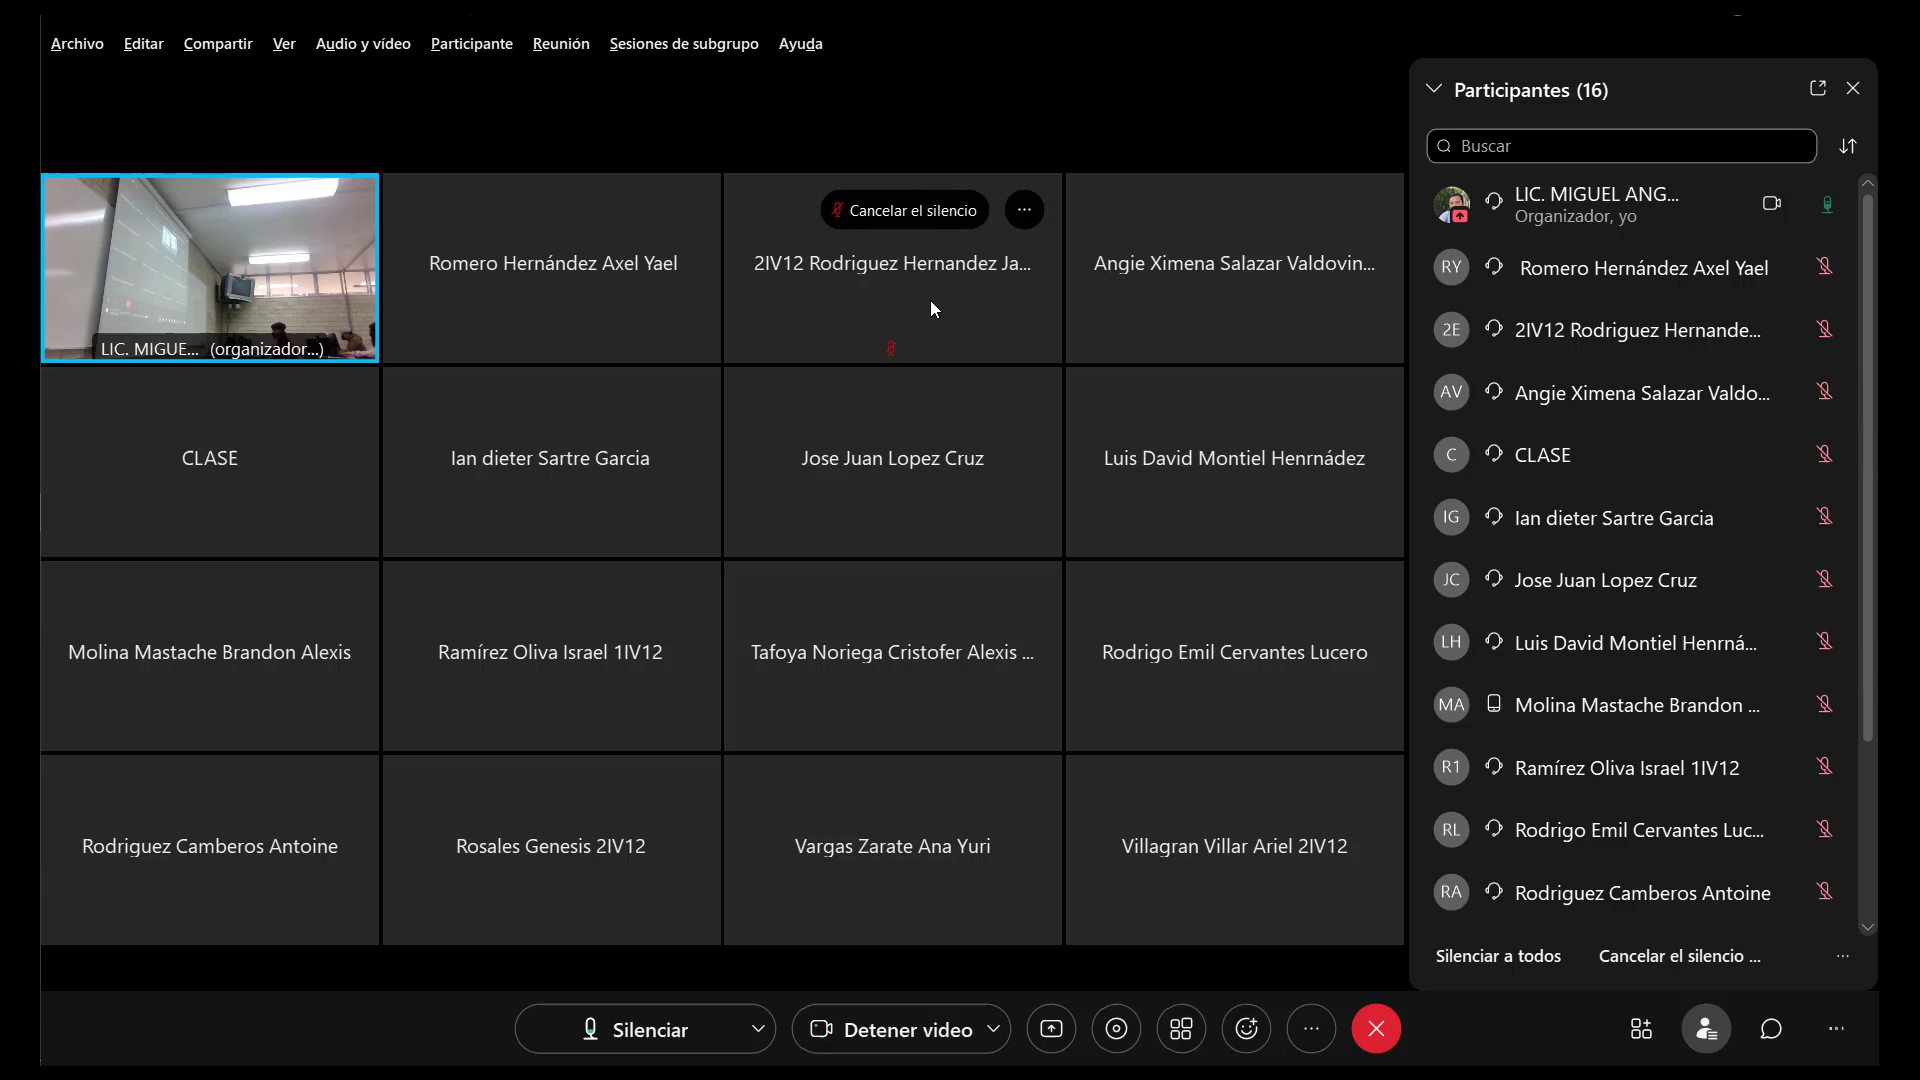 Archivo Editar Compartir Ver Audio y vídeo Participante Reunión Sesiones de subgrupo Ayuda
LIC. MIGUE... (organizador...)
Romero Hernández Axel Yael
Cancelar el silencio
2IV12 Rodriguez Hernandez Ja...
Angie Ximena Salazar Valdovin...
CLASE
Ian dieter Sartre Garcia
Jose Juan Lopez Cruz
Luis David Montiel Henrnádez
Molina Mastache Brandon Alexis
Ramírez Oliva Israel 1IV12
Tafoya Noriega Cristofer Alexis ...
Rodrigo Emil Cervantes Lucero
Rodriguez Camberos Antoine
Rosales Genesis 2IV12
Vargas Zarate Ana Yuri
Villagran Villar Ariel 2IV12
Participantes (16)
Buscar
LIC. MIGUEL ANG...
Organizador, yo
RY Romero Hernández Axel Yael
2E 2IV12 Rodriguez Hernande...
AV Angie Ximena Salazar Valdo...
C CLASE
IG Ian dieter Sartre Garcia
JC Jose Juan Lopez Cruz
LH Luis David Montiel Henrná...
MA Molina Mastache Brandon ...
R1 Ramírez Oliva Israel 1IV12
RL Rodrigo Emil Cervantes Luc...
RA Rodriguez Camberos Antoine
Silenciar a todos Cancelar el silencio ...
Silenciar Detener video